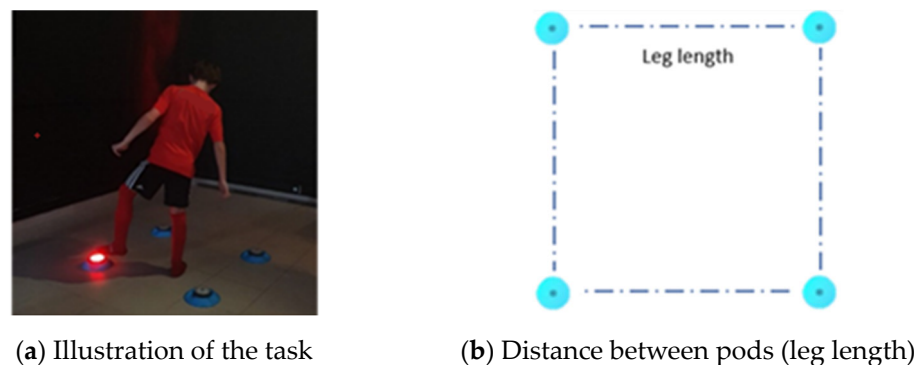 Leg length
(a) Illustration of the task
(b) Distance between pods (leg length)